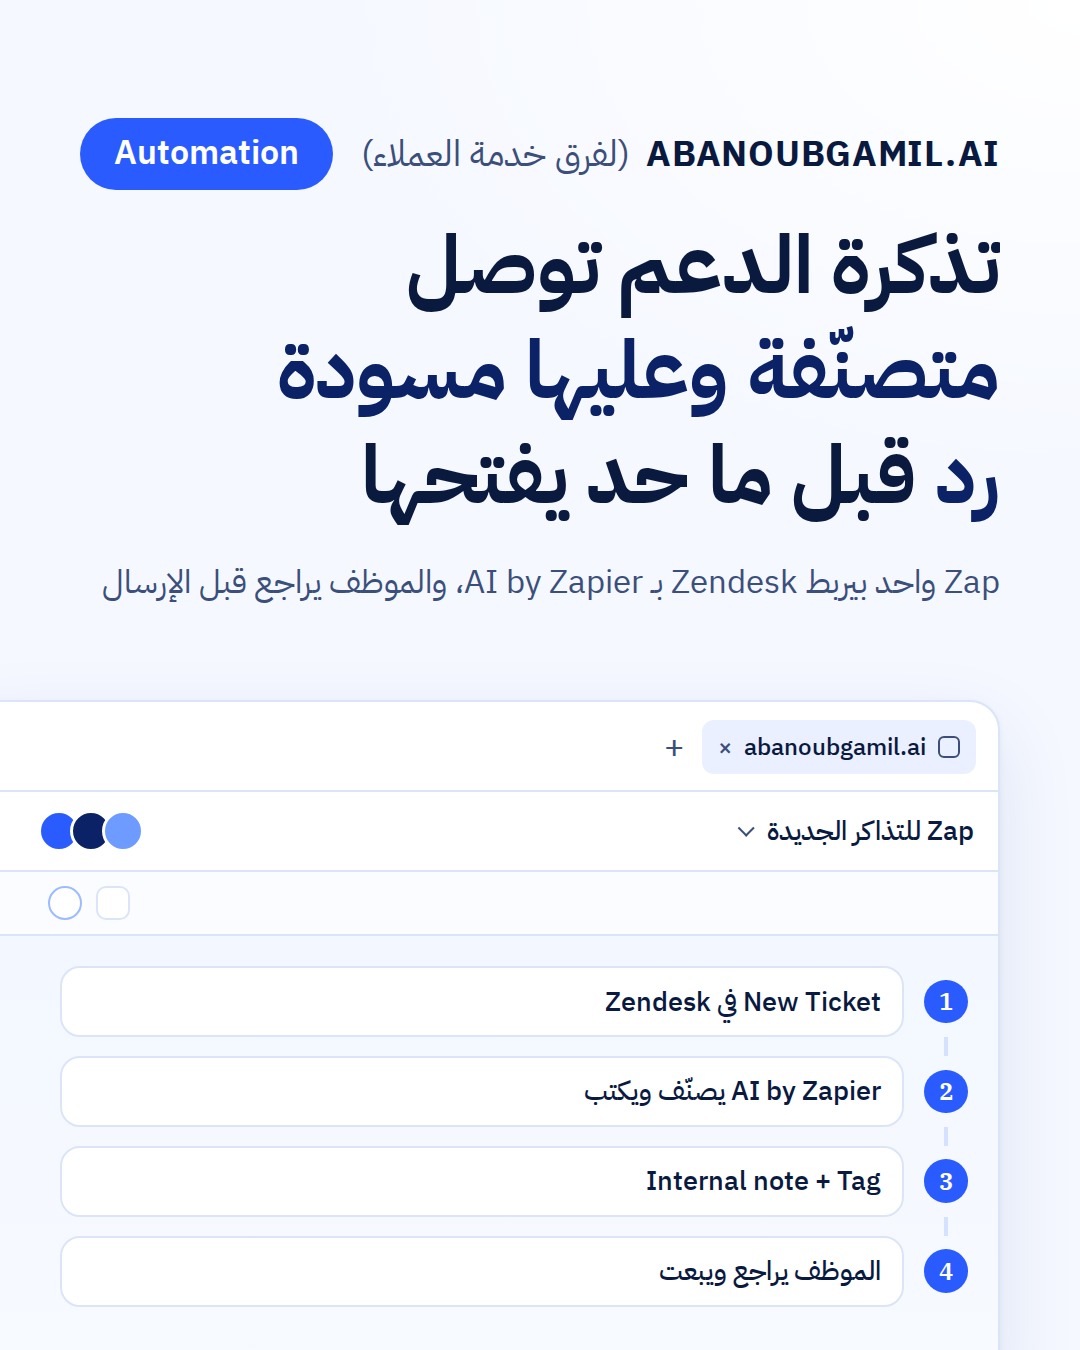 ABANOUBGAMIL.AI (لفرق خدمة العملاء) Automation
تذكرة الدعم توصل
متصنّفة وعليها مسودة
رد قبل ما حد يفتحها
Zap واحد بيربط Zendesk بـ AI by Zapier، والموظف يراجع قبل الإرسال
abanoubgamil.ai × +
Zap للتذاكر الجديدة
1 New Ticket في Zendesk
2 AI by Zapier يصنّف ويكتب
3 Internal note + Tag
4 الموظف يراجع ويبعت